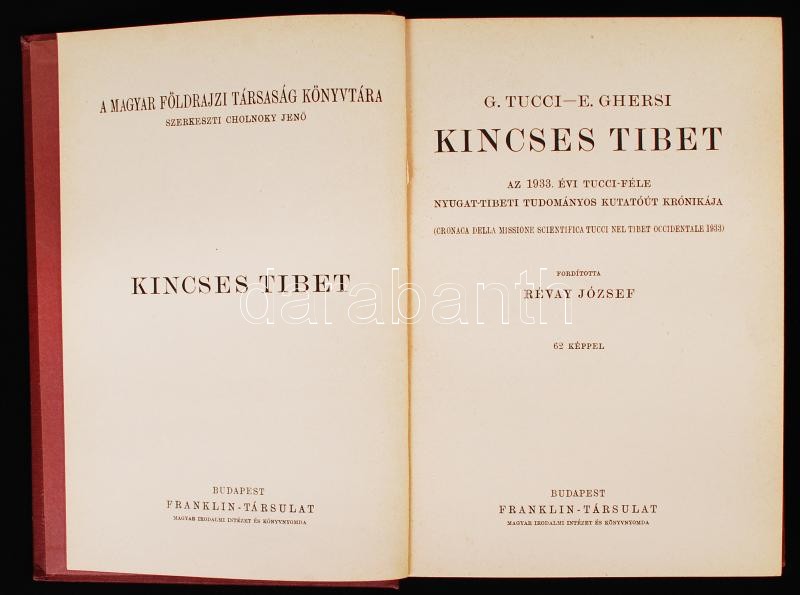 A MAGYAR FÖLDRAJZI TÁRSASÁG KÖNYVTÁRA
SZERKESZTI CHOLNOKY JENŐ
KINCSES TIBET
BUDAPEST
FRANKLIN-TÁRSULAT
MAGYAR IRODALMI INTÉZET ÉS KÖNYVNYOMDA
G. TUCCI—E. GHERSI
KINCSES TIBET
AZ 1933. ÉVI TUCCI-FÉLE
NYUGAT-TIBETI TUDOMÁNYOS KUTATÓÚT KRÓNIKÁJA
(CRONACA DELLA MISSIONE SCIENTIFICA TUCCI NEL TIBET OCCIDENTALE 1933)
FORDÍTOTTA
RÉVAY JÓZSEF
62 KÉPPEL
BUDAPEST
FRANKLIN-TÁRSULAT
MAGYAR IRODALMI INTÉZET ÉS KÖNYVNYOMDA
darabanth